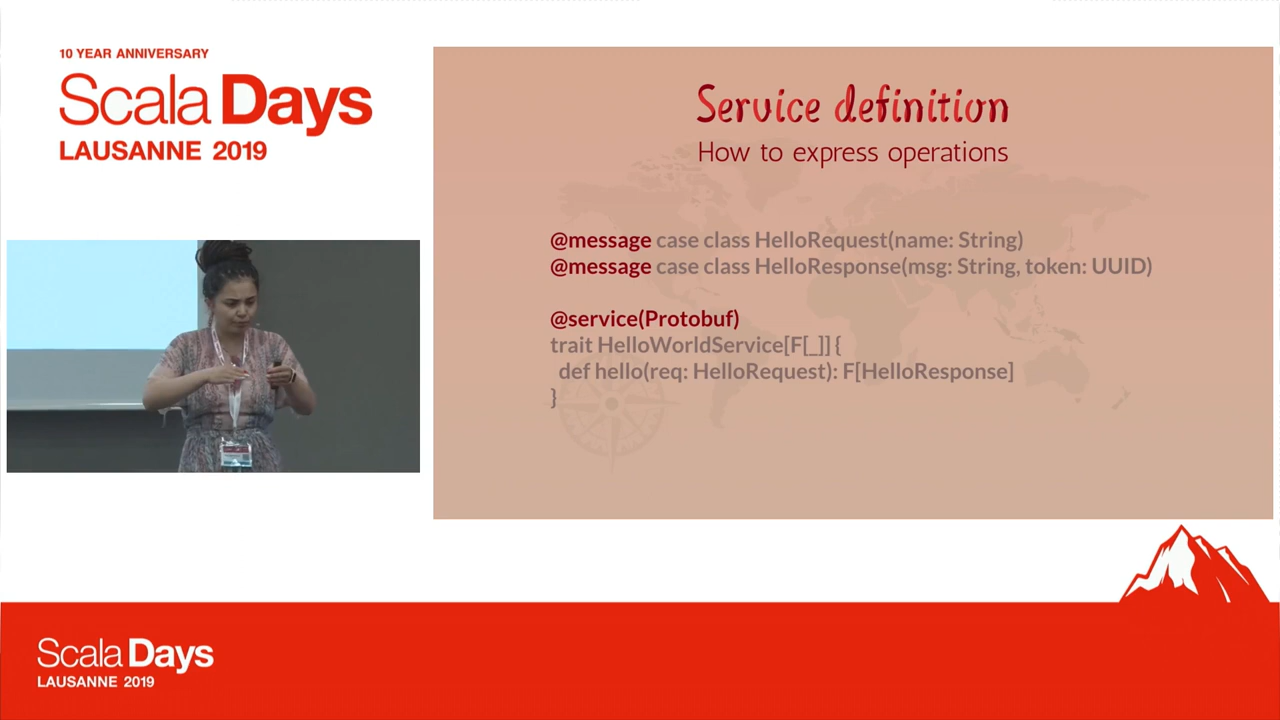 10 YEAR ANNIVERSARY
Scala Days
LAUSANNE 2019
Service definition
How to express operations
@message case class HelloRequest(name: String)
@message case class HelloResponse(msg: String, token: UUID)
@service(Protobuf)
trait HelloWorldService[F[_]] {
def hello(req: HelloRequest): F[HelloResponse]
}
Scala Days
LAUSANNE 2019